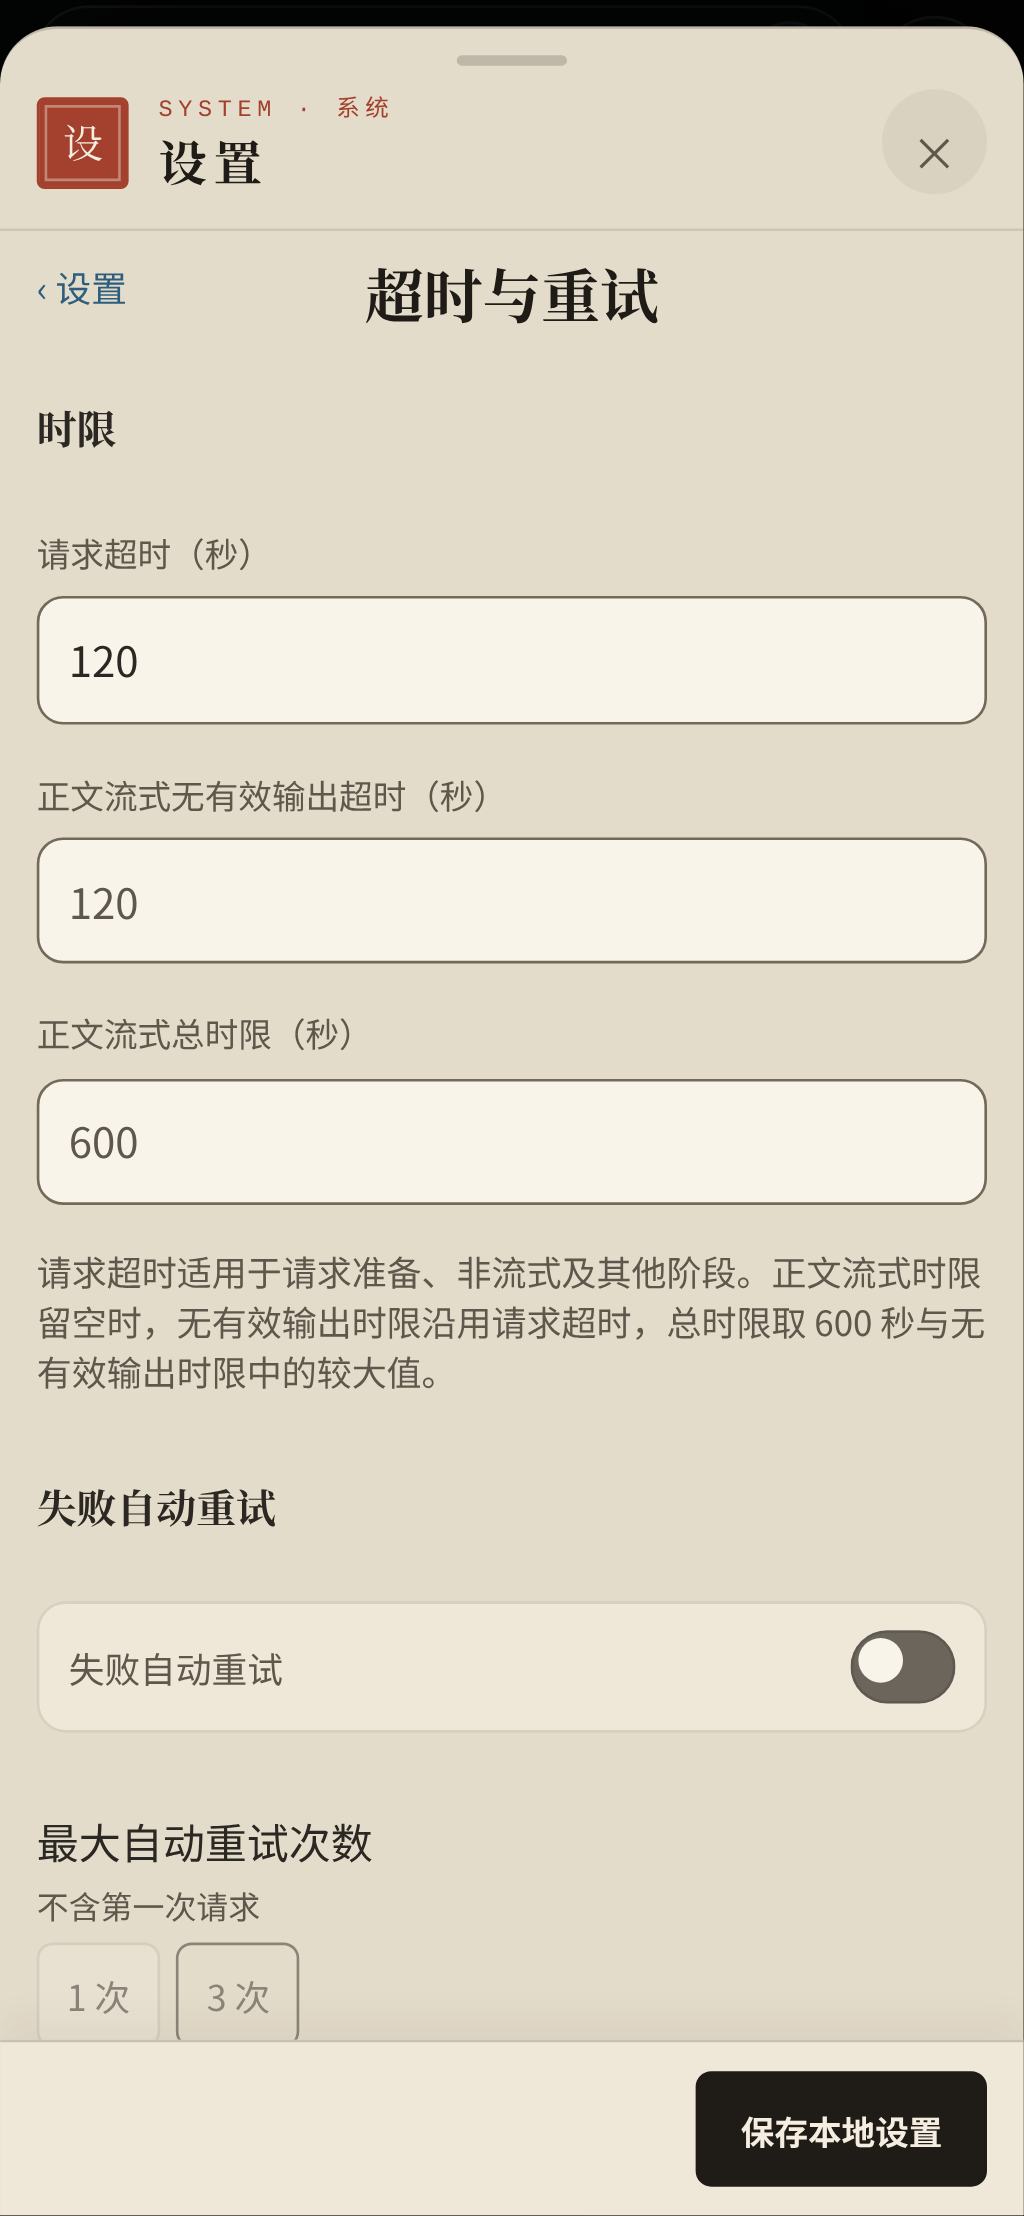 设
SYSTEM · 系统
设置
‹ 设置
超时与重试
时限
请求超时（秒）
120
正文流式无有效输出超时（秒）
120
正文流式总时限（秒）
600
请求超时适用于请求准备、非流式及其他阶段。正文流式时限
留空时，无有效输出时限沿用请求超时，总时限取 600 秒与无
有效输出时限中的较大值。
失败自动重试
失败自动重试
最大自动重试次数
不含第一次请求
1 次
3 次
保存本地设置